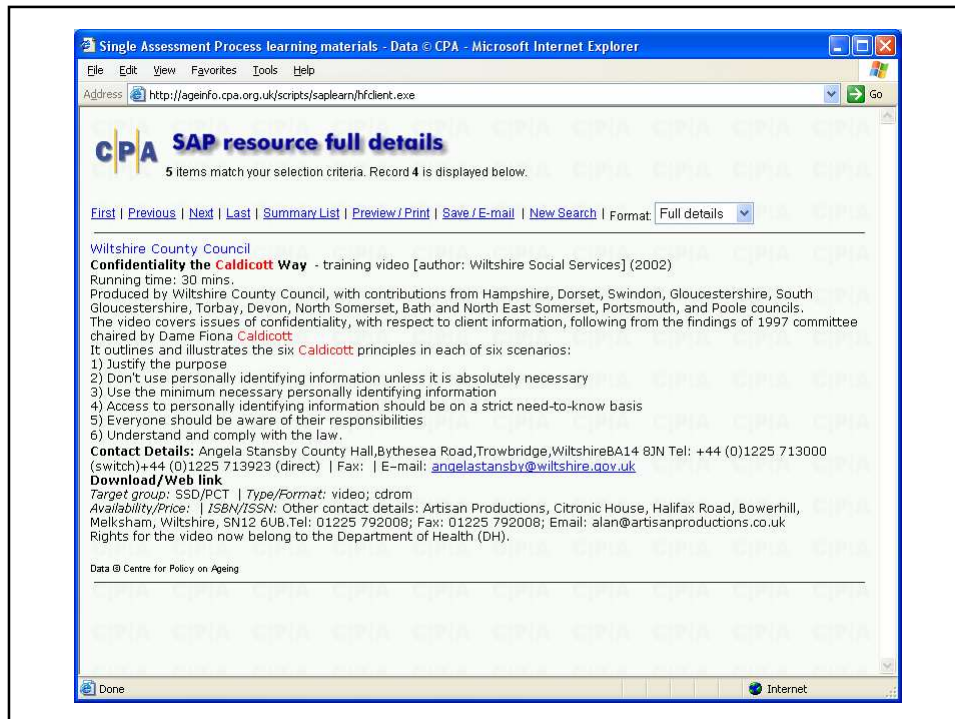 Single Assessment Process learning materials - Data © CPA - Microsoft Internet Explorer
File Edit View Favorites Tools Help
Address http://ageinfo.cpa.org.uk/scripts/saplearn/hfclient.exe Go
C|P|A SAP resource full details
5 items match your selection criteria. Record 4 is displayed below.
First | Previous | Next | Last | Summary List | Preview / Print | Save / E-mail | New Search | Format: Full details
Wiltshire County Council
Confidentiality the Caldicott Way - training video [author: Wiltshire Social Services] (2002)
Running time: 30 mins.
Produced by Wiltshire County Council, with contributions from Hampshire, Dorset, Swindon, Gloucestershire, South
Gloucestershire, Torbay, Devon, North Somerset, Bath and North East Somerset, Portsmouth, and Poole councils.
The video covers issues of confidentiality, with respect to client information, following from the findings of 1997 committee
chaired by Dame Fiona Caldicott
It outlines and illustrates the six Caldicott principles in each of six scenarios:
1) Justify the purpose
2) Don't use personally identifying information unless it is absolutely necessary
3) Use the minimum necessary personally identifying information
4) Access to personally identifying information should be on a strict need-to-know basis
5) Everyone should be aware of their responsibilities
6) Understand and comply with the law.
Contact Details: Angela Stansby County Hall,Bythesea Road,Trowbridge,WiltshireBA14 8JN Tel: +44 (0)1225 713000
(switch)+44 (0)1225 713923 (direct) | Fax: | E-mail: angelastansby@wiltshire.gov.uk
Download/Web link
Target group: SSD/PCT | Type/Format: video; cdrom
Availability/Price: | ISBN/ISSN: Other contact details: Artisan Productions, Citronic House, Halifax Road, Bowerhill,
Melksham, Wiltshire, SN12 6UB.Tel: 01225 792008; Fax: 01225 792008; Email: alan@artisanproductions.co.uk
Rights for the video now belong to the Department of Health (DH).
Data © Centre for Policy on Ageing
Done Internet